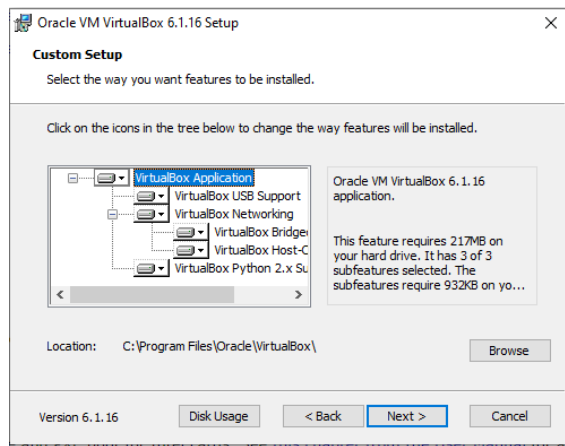 Oracle VM VirtualBox 6.1.16 Setup
Custom Setup
Select the way you want features to be installed.
Click on the icons in the tree below to change the way features will be installed.
VirtualBox Application
VirtualBox USB Support
VirtualBox Networking
VirtualBox Bridge
VirtualBox Host-C
VirtualBox Python 2.x Su
Oracle VM VirtualBox 6.1.16
application.
This feature requires 217MB on
your hard drive. It has 3 of 3
subfeatures selected. The
subfeatures require 932KB on yo...
Location: C:\Program Files\Oracle\VirtualBox\
Browse
Version 6.1.16
Disk Usage
< Back
Next >
Cancel